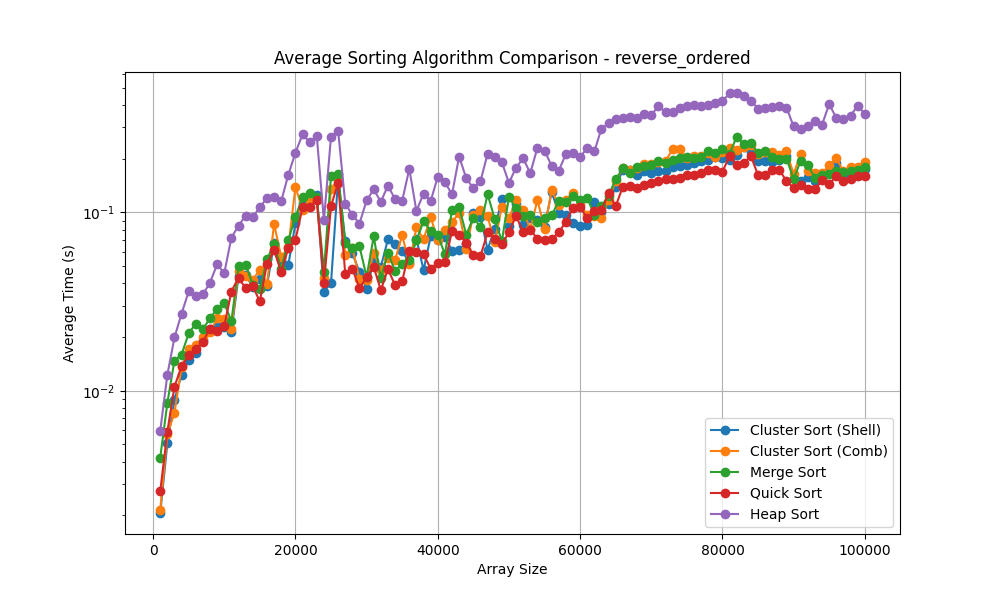 Average Sorting Algorithm Comparison - reverse_ordered
Average Time (s)
10⁻¹
10⁻²
0
20000
40000
60000
80000
100000
Array Size
Cluster Sort (Shell)
Cluster Sort (Comb)
Merge Sort
Quick Sort
Heap Sort